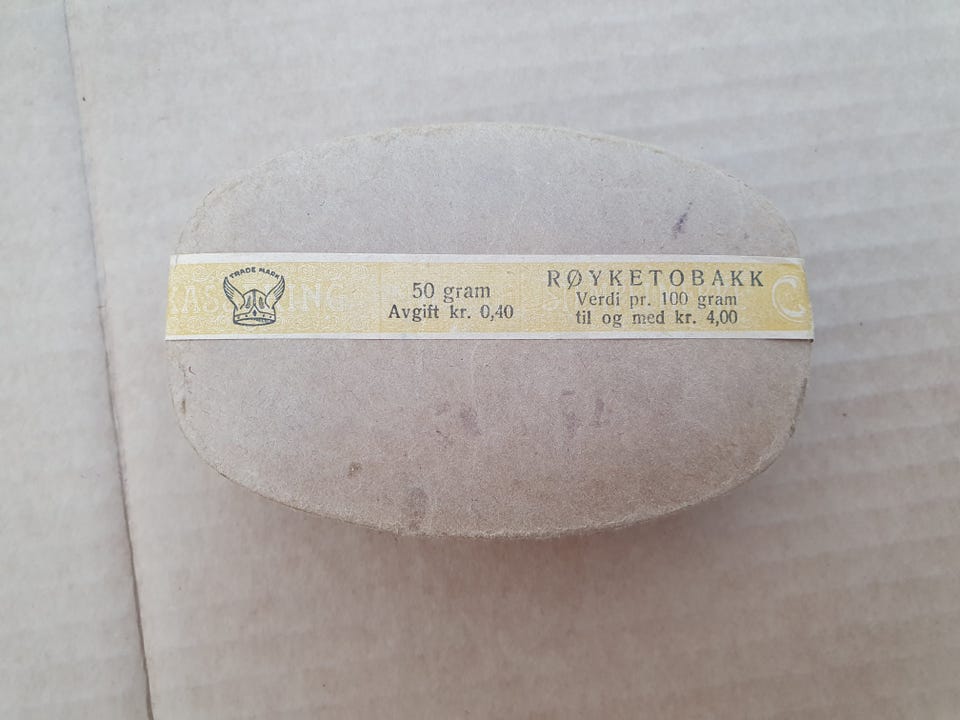 TRADE MARK
50 gram
Avgift kr. 0,40
RØYKETOBAKK
Verdi pr. 100 gram
til og med kr. 4,00
C